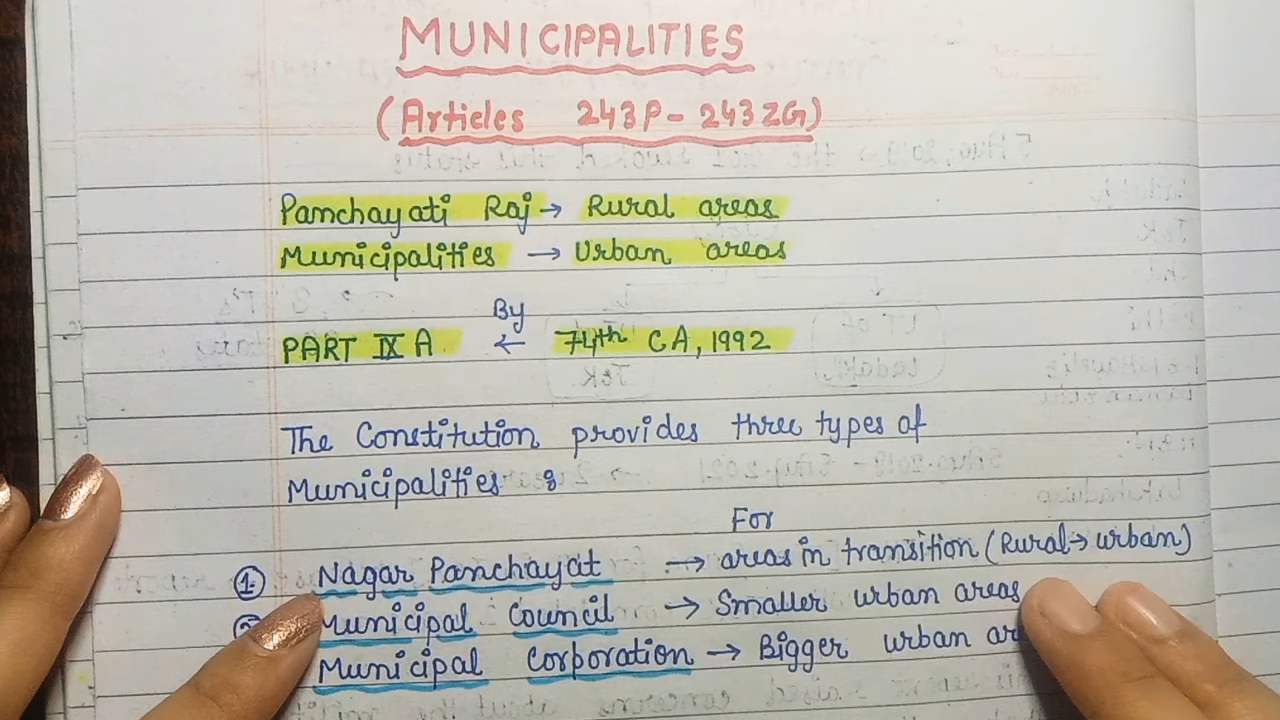 MUNICIPALITIES
(Articles 243P - 243ZG)
Panchayati Raj → Rural areas
Municipalities → Urban areas
By
PART IX A ← 74th CA, 1992
The Constitution provides three types of
Municipalities :
For
1. Nagar Panchayat → areas in transition (Rural → urban)
Municipal Council → Smaller urban areas
Municipal Corporation → Bigger urban